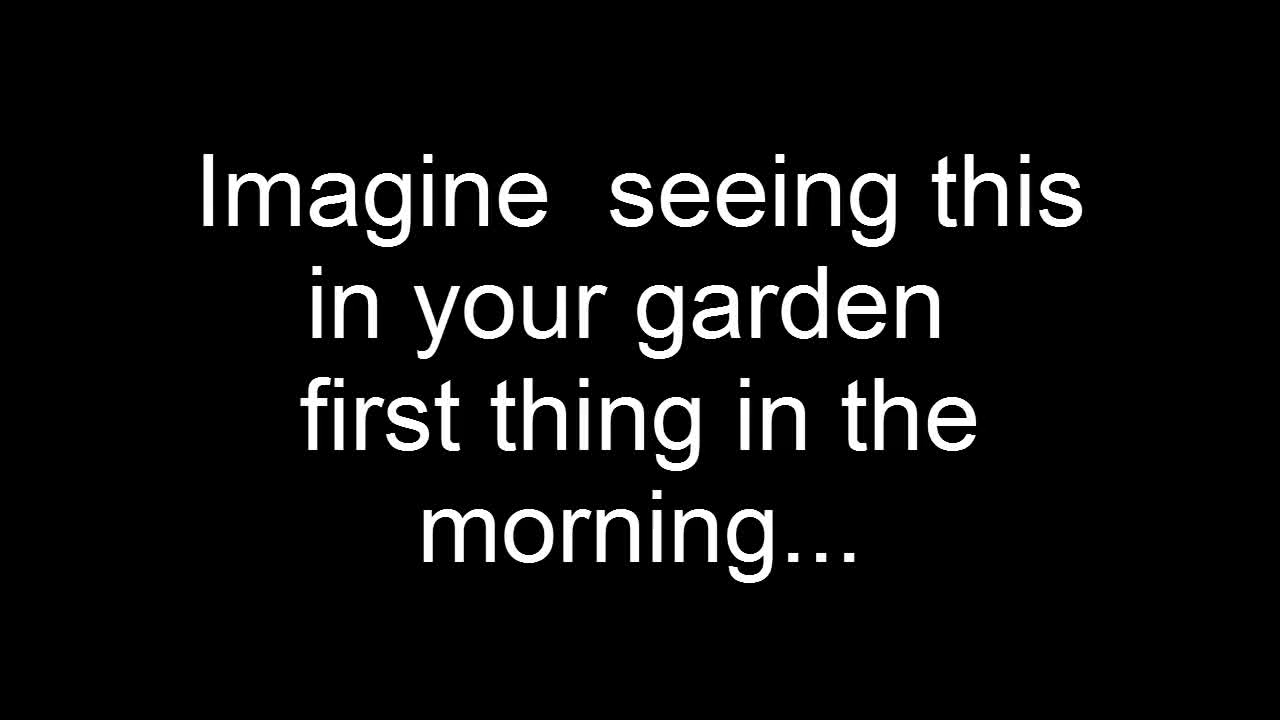 Imagine  seeing this
in your garden
first thing in the
morning...